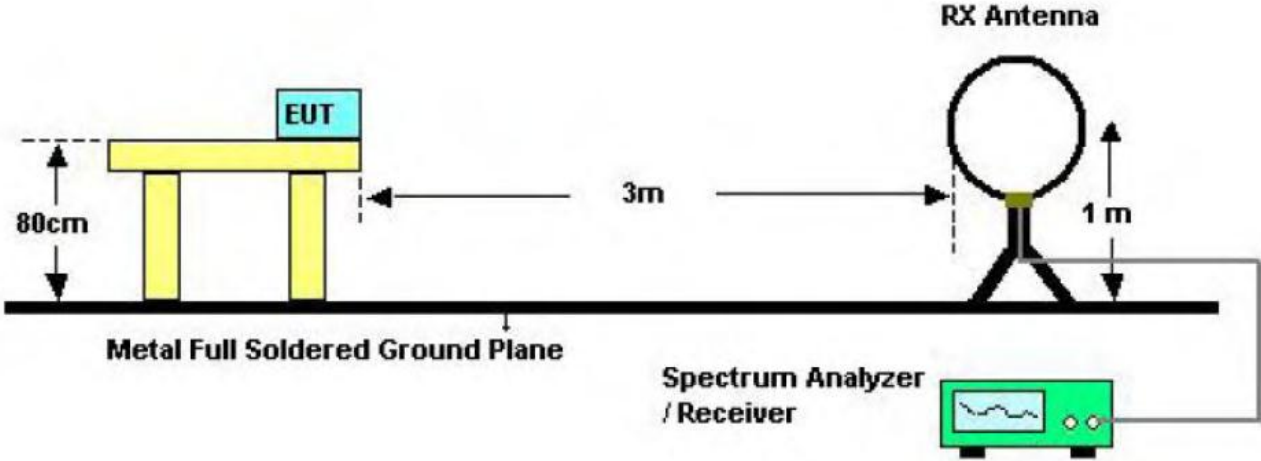 RX Antenna
EUT
3m
80cm
1 m
Metal Full Soldered Ground Plane
Spectrum Analyzer
/ Receiver